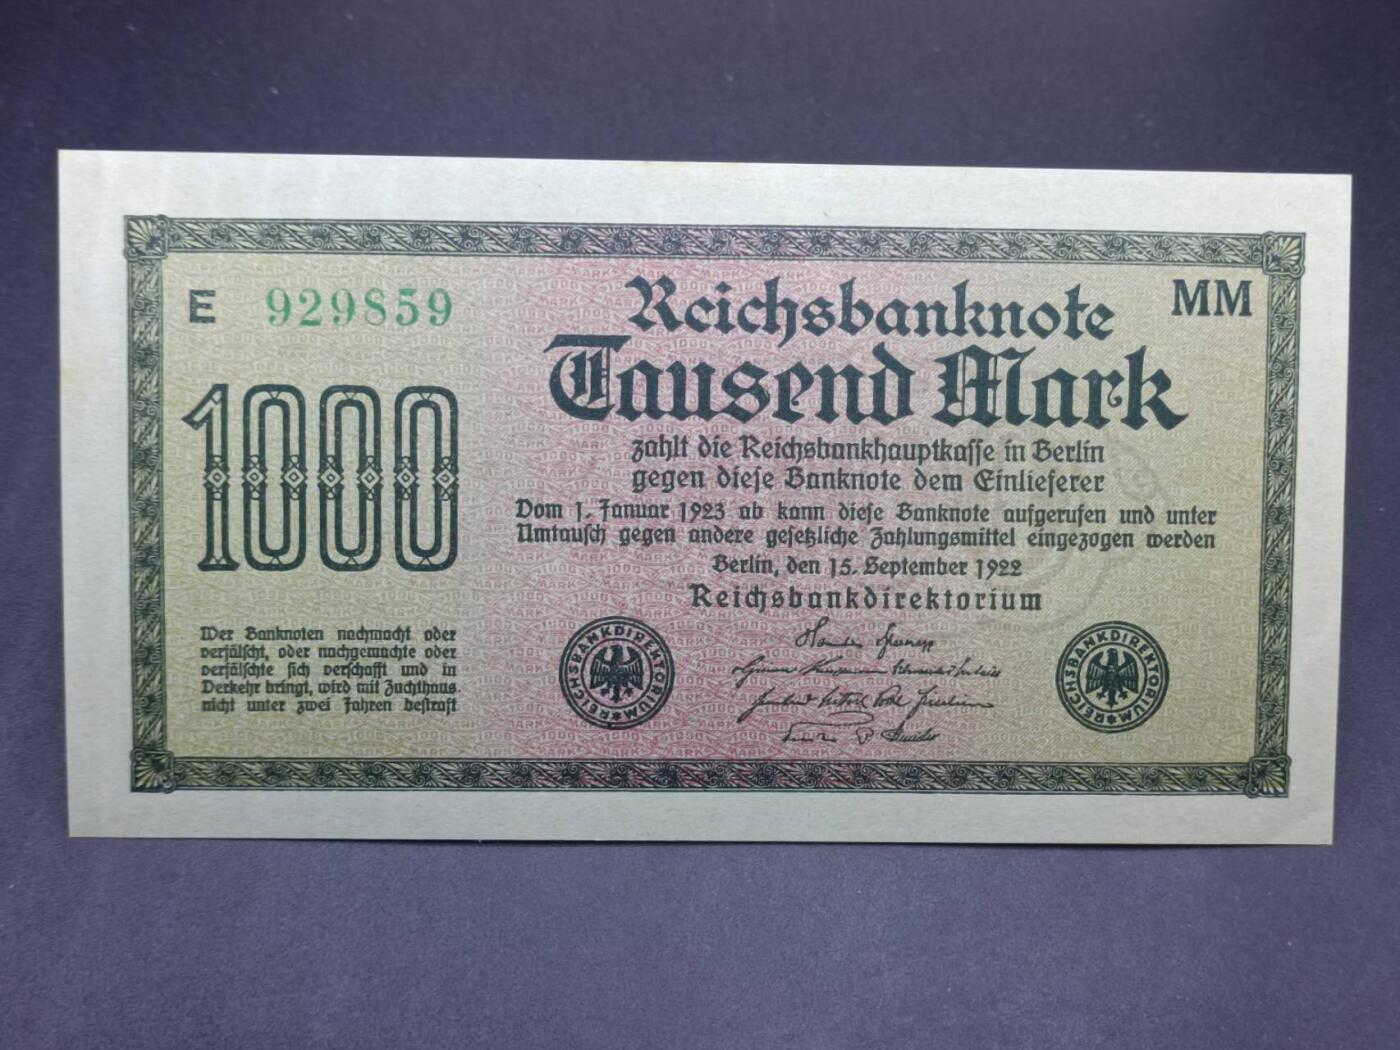 E 929859
MM
Reichsbanknote
Tausend Mark
1000
zahlt die Reichsbankhauptkasse in Berlin
gegen diese Banknote dem Einlieferer
Vom 1. Januar 1923 ab kann diese Banknote aufgerufen und unter
Umtausch gegen andere gesetzliche Zahlungsmittel eingezogen werden
Berlin, den 15. September 1922
Reichsbankdirektorium
Wer Banknoten nachmacht oder
verfälscht, oder nachgemachte oder
verfälschte sich verschafft und in
Verkehr bringt, wird mit Zuchthaus
nicht unter zwei Jahren bestraft
REICHSBANKDIREKTORIUM
REICHSBANKDIREKTORIUM